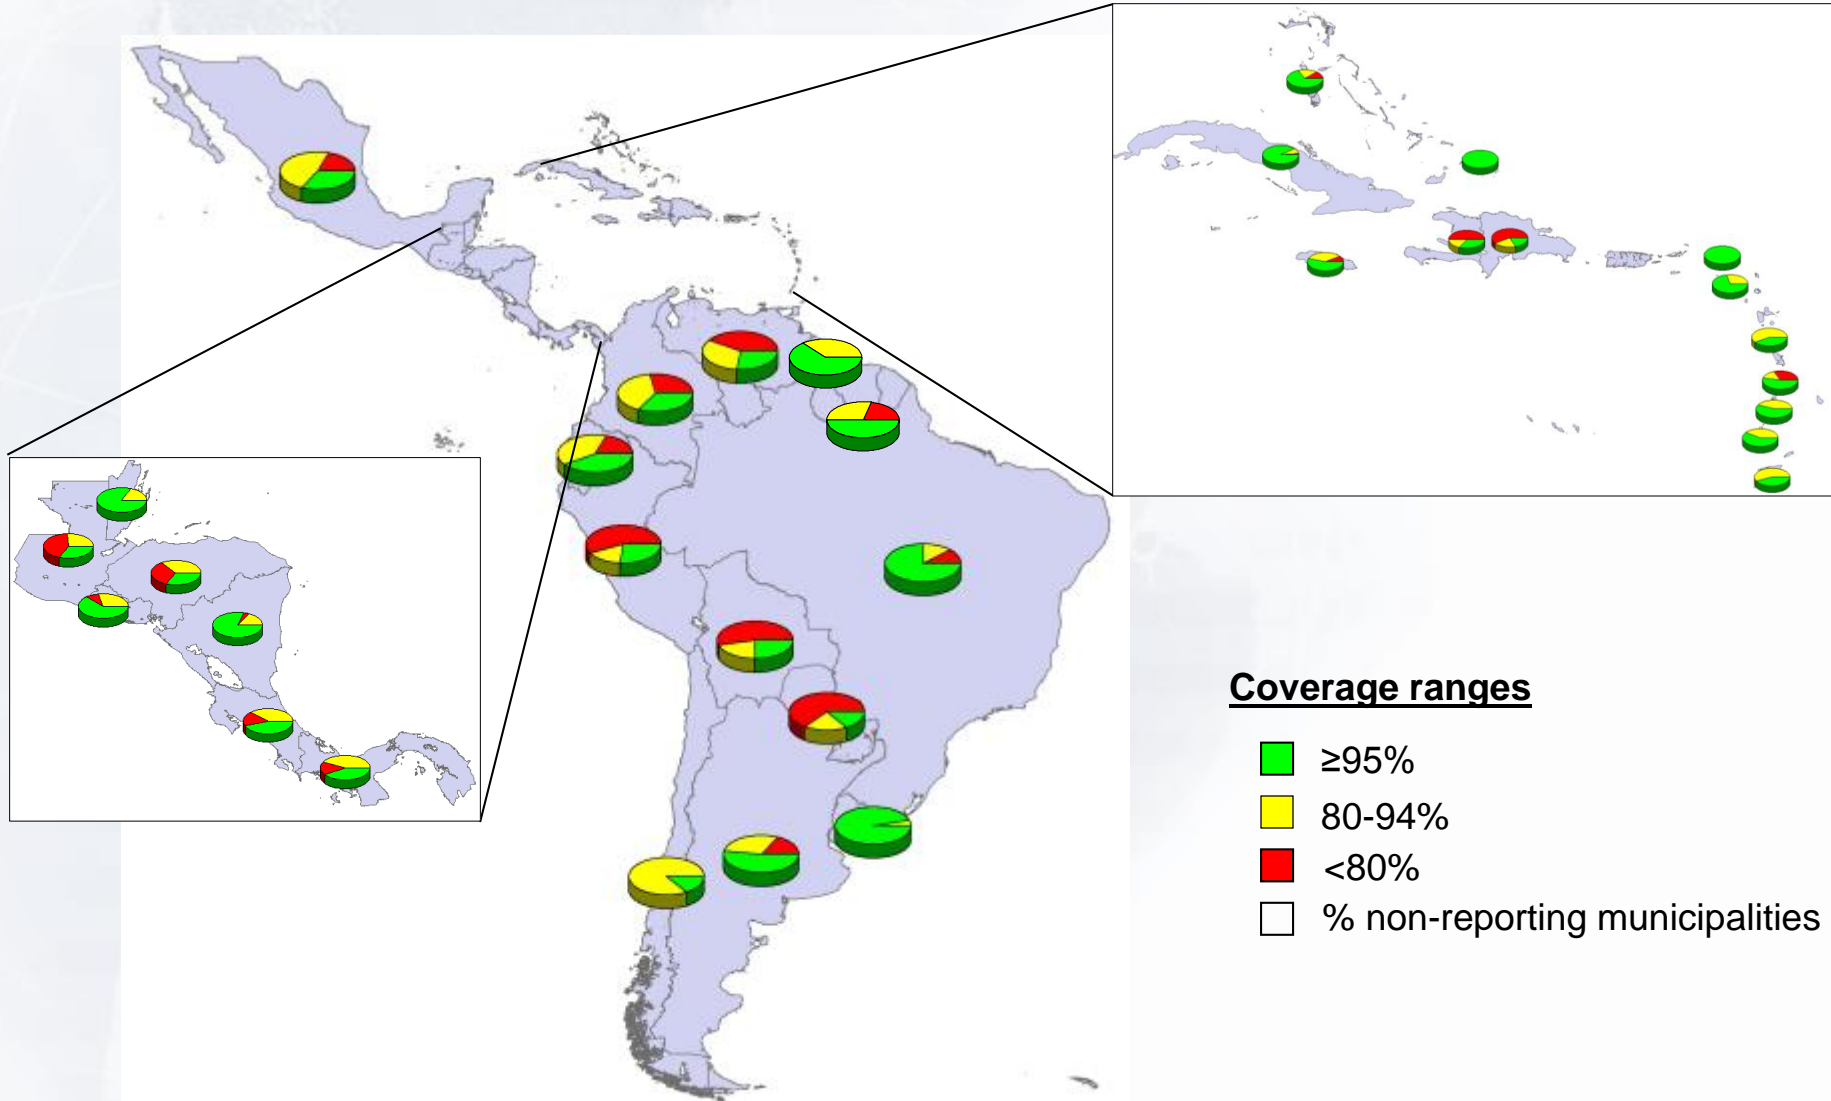 Coverage ranges
≥95%
80-94%
<80%
% non-reporting municipalities